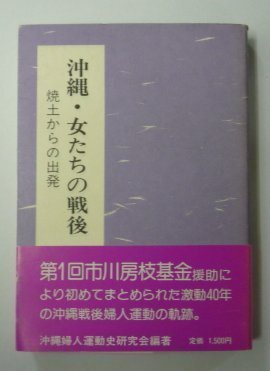 沖縄・女たちの戦後
焼土からの出発
第1回市川房枝基金援助に
より初めてまとめられた激動40年
の沖縄戦後婦人運動の軌跡。
沖縄婦人運動史研究会編著
定価 1,500円